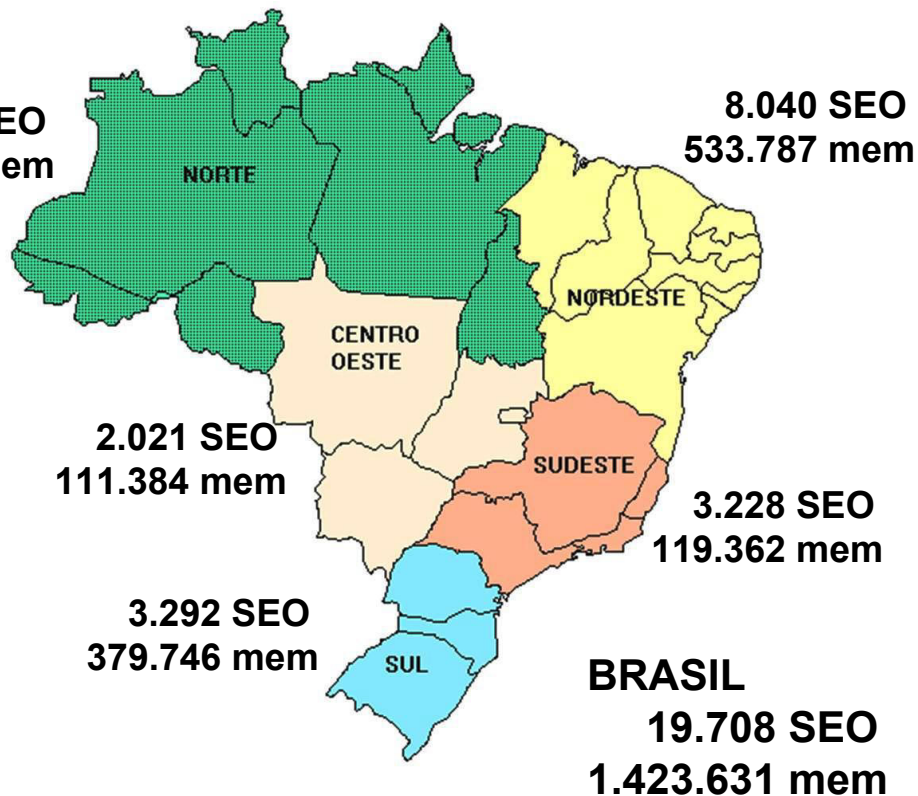 EO
em
NORTE
8.040 SEO
533.787 mem
NORDESTE
CENTRO
OESTE
2.021 SEO
111.384 mem
SUDESTE
3.228 SEO
119.362 mem
3.292 SEO
379.746 mem
SUL
BRASIL
19.708 SEO
1.423.631 mem